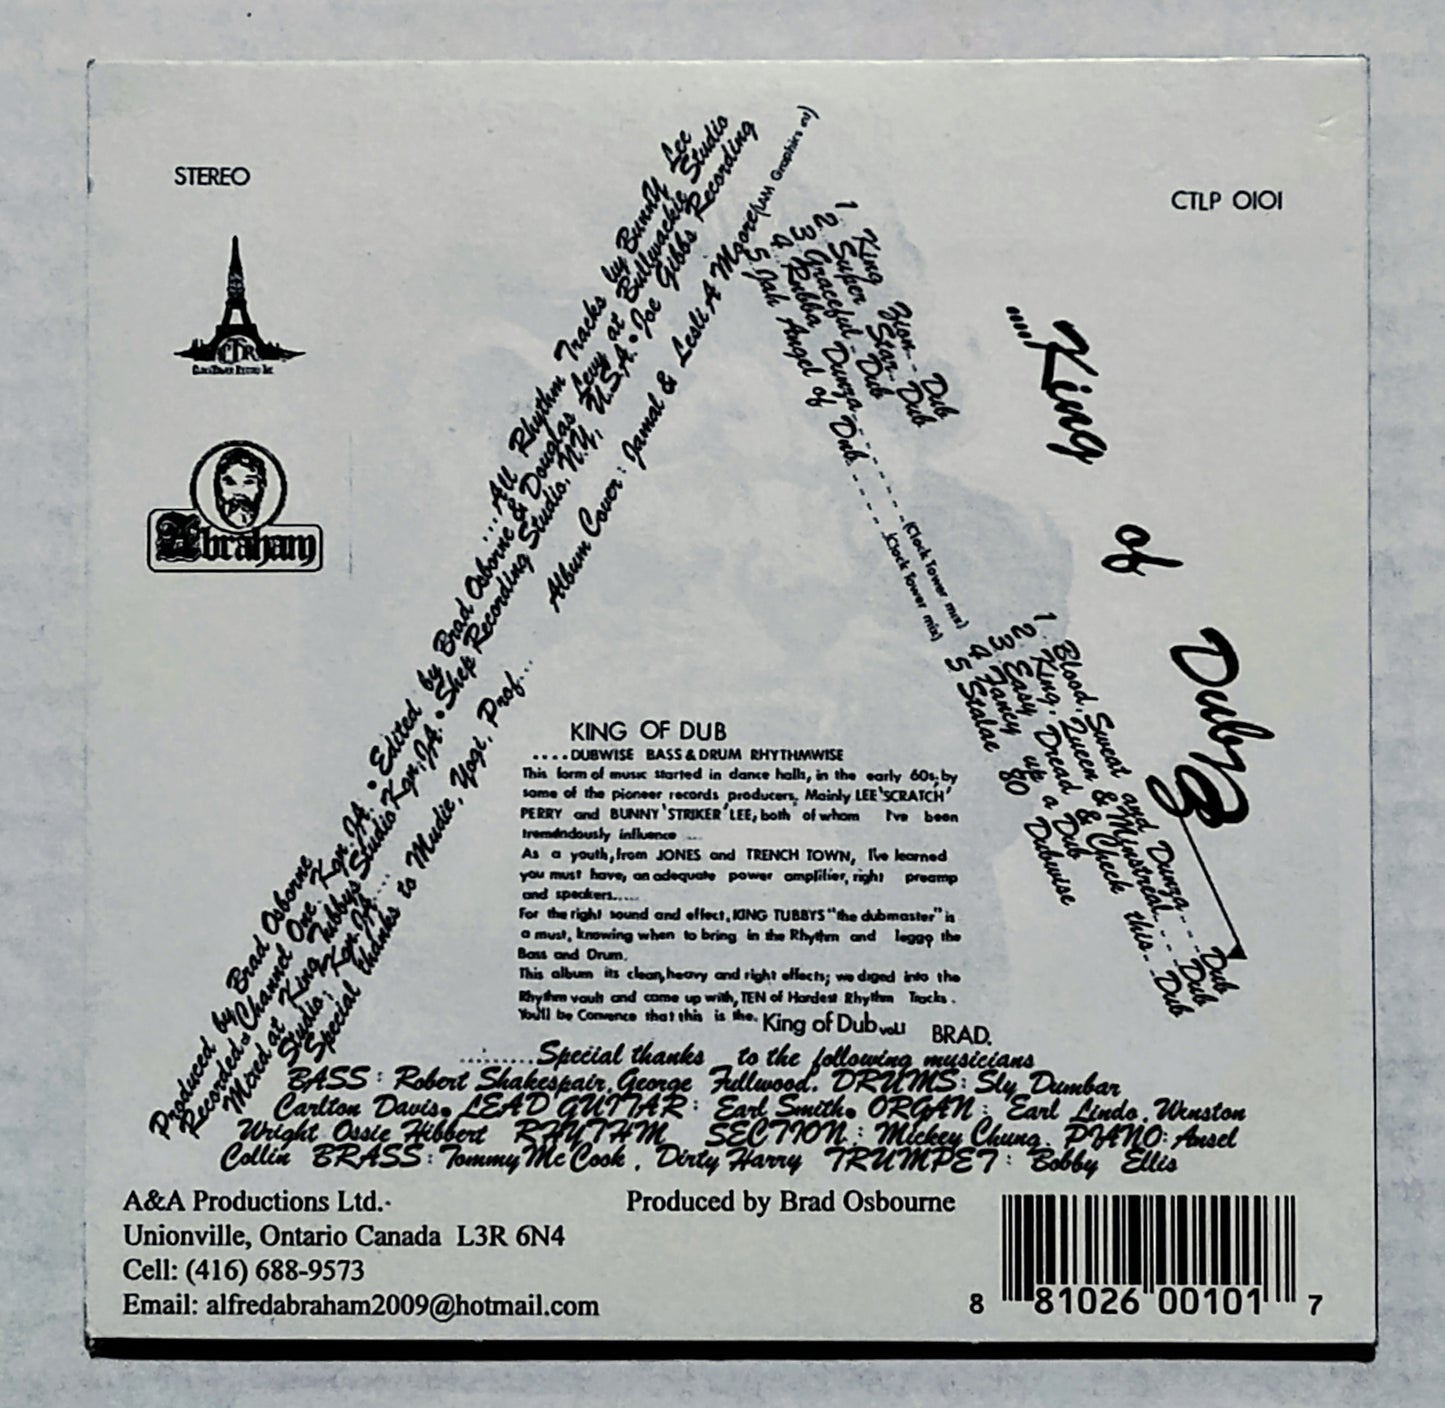 STEREO
CTLP 0101
CTR
CLOCKTOWER RECORD INC
Abraham
Produced by Brad Osborne ...All Rhythm Tracks by Bunny Lee
Recorded at Channel One. Kgn. JA. • Edited by Brad Osborne & Douglas Levy at Bullwackie Studio
Mixed at King Tubbys Studio Kgn, JA. • Shep Recording Studio, N.Y, U.S.A. • Joe Gibbs Recording
Studio; Kgn. JA....
Special thanks to Mudie, Yogi, Prof...
Album Cover: Jamal & Lesli A Moore
1 King Zion--Dub
2 Super Star--Dub
3 Graceful Dub
4 Rubba Dunza-------(Clock Tower mix)
5 Jah Angel of Dub.-----(Clock Tower mix)
....King of Dub
1 Blood, Sweat and Dunza----Dub
2 King, Queen & Minstreal....Dub
3 Easy Dread & Check this...Dub
4 Fancy up a Dub
5 Stalac 80 Dubwise
KING OF DUB
....DUBWISE BASS & DRUM RHYTHMWISE
This form of music started in dance halls, in the early 60s, by
some of the pioneer records producers, Mainly LEE 'SCRATCH'
PERRY and BUNNY 'STRIKER' LEE, both of whom I've been
tremendously influence ....
As a youth, from JONES and TRENCH TOWN, I've learned
you must have, an adequate power amplifier, right preamp
and speakers.....
For the right sound and effect, KING TUBBYS "the dubmaster" is
a must, knowing when to bring in the Rhythm and leggo the
Bass and Drum.
This album its clean, heavy and right effects; we diged into the
Rhythm vault and came up with, TEN of Hardest Rhythm Tracks.
You'll be Convence that this is the. King of Dub vol.1 BRAD.
.........Special thanks to the following musicians
BASS: Robert Shakespair, George Fullwood. DRUMS: Sly Dumbar
Carlton Davis. LEAD GUITAR: Earl Smith. ORGAN: Earl Lindo, Winston
Wright Ossie Hibbert RHYTHM SECTION: Mickey Chung. PIANO: Ansel
Collin BRASS: Tommy Mc Cook, Dirty Harry TRUMPET: Bobby Ellis
A&A Productions Ltd.
Produced by Brad Osbourne
Unionville, Ontario Canada L3R 6N4
Cell: (416) 688-9573
Email: alfredabraham2009@hotmail.com
8 81026 00101 7